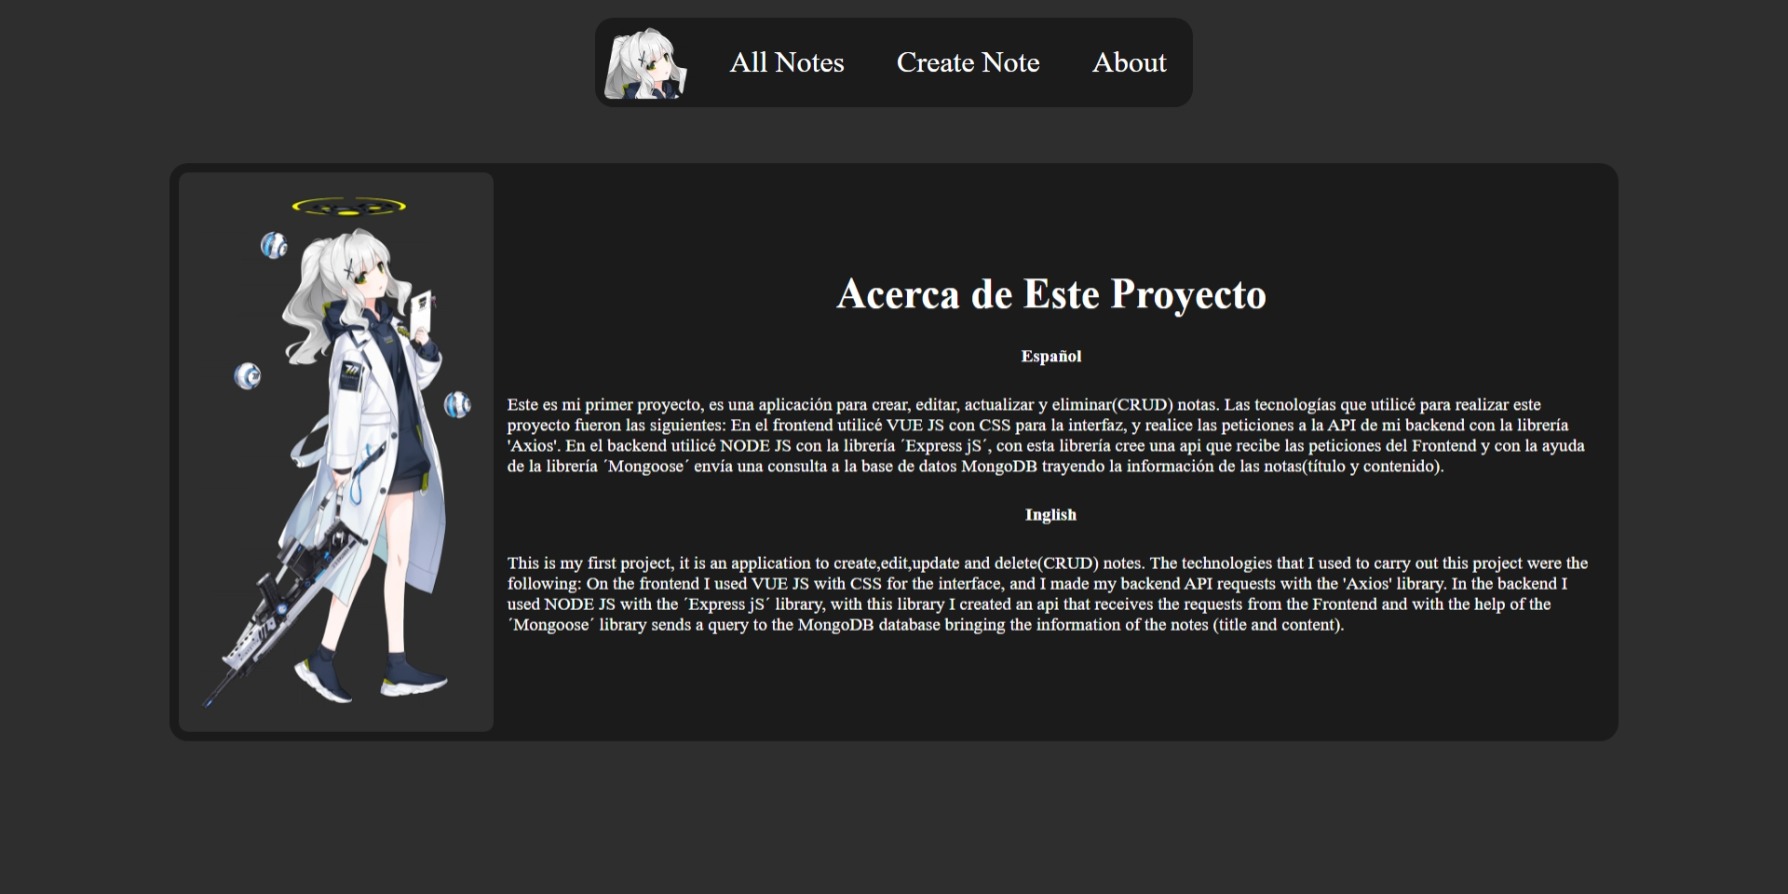 All Notes Create Note About
Acerca de Este Proyecto
Español
Este es mi primer proyecto, es una aplicación para crear, editar, actualizar y eliminar(CRUD) notas. Las tecnologías que utilicé para realizar este
proyecto fueron las siguientes: En el frontend utilicé VUE JS con CSS para la interfaz, y realice las peticiones a la API de mi backend con la librería
'Axios'. En el backend utilicé NODE JS con la librería ´Express jS´, con esta librería cree una api que recibe las peticiones del Frontend y con la ayuda
de la librería ´Mongoose´ envía una consulta a la base de datos MongoDB trayendo la información de las notas(título y contenido).
Inglish
This is my first project, it is an application to create,edit,update and delete(CRUD) notes. The technologies that I used to carry out this project were the
following: On the frontend I used VUE JS with CSS for the interface, and I made my backend API requests with the 'Axios' library. In the backend I
used NODE JS with the ´Express jS´ library, with this library I created an api that receives the requests from the Frontend and with the help of the
´Mongoose´ library sends a query to the MongoDB database bringing the information of the notes (title and content).